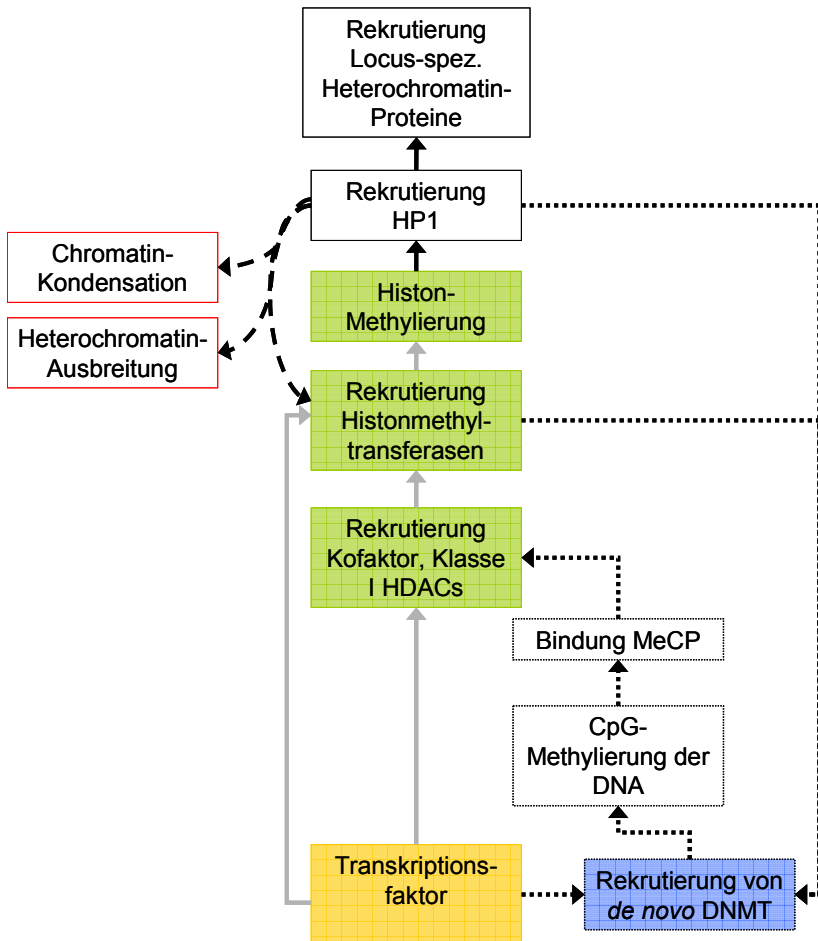 Rekrutierung
Locus-spez.
Heterochromatin-
Proteine
Rekrutierung
HP1
Chromatin-
Kondensation
Histon-
Methylierung
Heterochromatin-
Ausbreitung
Rekrutierung
Histonmethyl-
transferasen
Rekrutierung
Kofaktor, Klasse
I HDACs
Bindung MeCP
CpG-
Methylierung der
DNA
Transkriptions-
faktor
Rekrutierung von
de novo DNMT